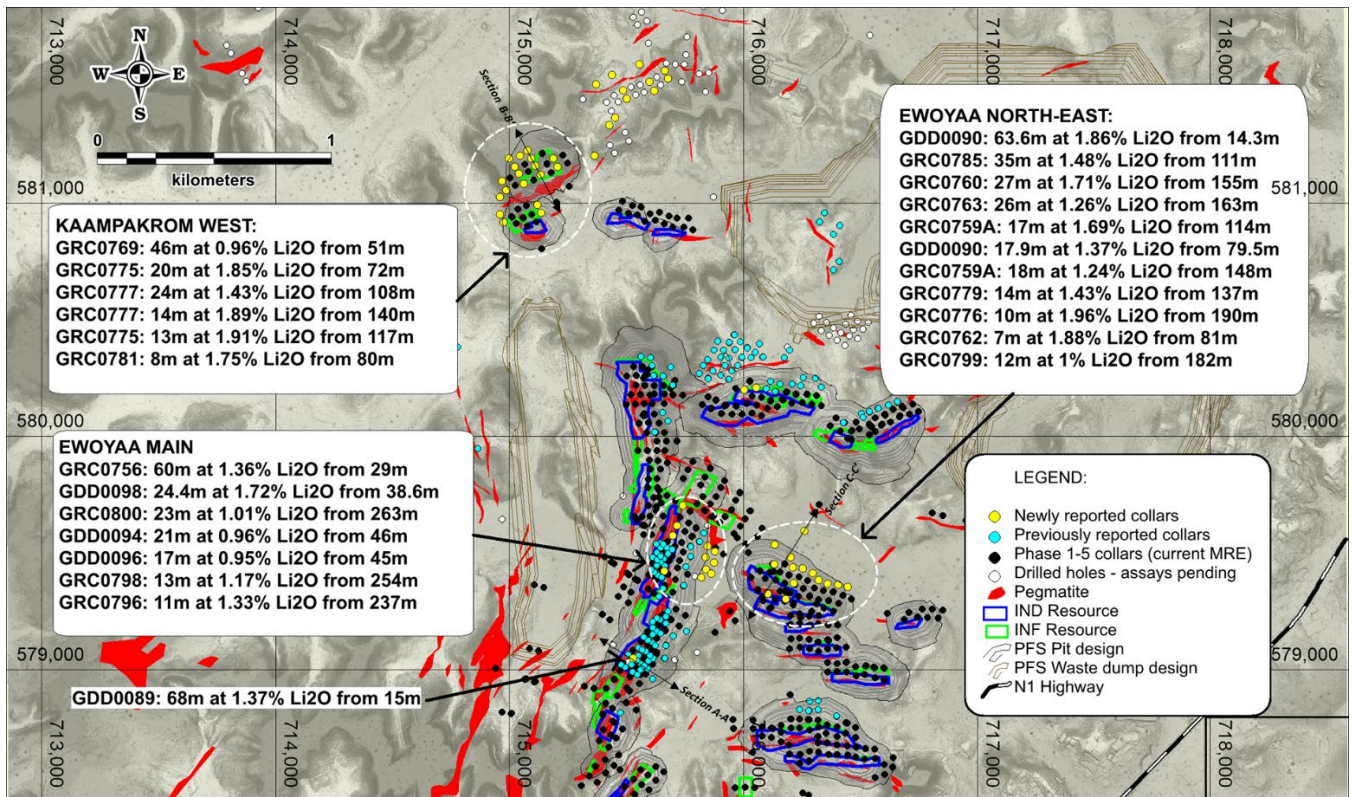 713,000
714,000
715,000
716,000
717,000
718,000
N
W
E
S
0
1
kilometers
Section B-B'
581,000
581,000
KAAMPAKROM WEST:
GRC0769: 46m at 0.96% Li2O from 51m
GRC0775: 20m at 1.85% Li2O from 72m
GRC0777: 24m at 1.43% Li2O from 108m
GRC0777: 14m at 1.89% Li2O from 140m
GRC0775: 13m at 1.91% Li2O from 117m
GRC0781: 8m at 1.75% Li2O from 80m
EWOYAA NORTH-EAST:
GDD0090: 63.6m at 1.86% Li2O from 14.3m
GRC0785: 35m at 1.48% Li2O from 111m
GRC0760: 27m at 1.71% Li2O from 155m
GRC0763: 26m at 1.26% Li2O from 163m
GRC0759A: 17m at 1.69% Li2O from 114m
GDD0090: 17.9m at 1.37% Li2O from 79.5m
GRC0759A: 18m at 1.24% Li2O from 148m
GRC0779: 14m at 1.43% Li2O from 137m
GRC0776: 10m at 1.96% Li2O from 190m
GRC0762: 7m at 1.88% Li2O from 81m
GRC0799: 12m at 1% Li2O from 182m
580,000
580,000
EWOYAA MAIN
GRC0756: 60m at 1.36% Li2O from 29m
GDD0098: 24.4m at 1.72% Li2O from 38.6m
GRC0800: 23m at 1.01% Li2O from 263m
GDD0094: 21m at 0.96% Li2O from 46m
GDD0096: 17m at 0.95% Li2O from 45m
GRC0798: 13m at 1.17% Li2O from 254m
GRC0796: 11m at 1.33% Li2O from 237m
Section C-C'
LEGEND:
Newly reported collars
Previously reported collars
Phase 1-5 collars (current MRE)
Drilled holes - assays pending
Pegmatite
IND Resource
INF Resource
PFS Pit design
PFS Waste dump design
N1 Highway
579,000
579,000
GDD0089: 68m at 1.37% Li2O from 15m
Section A-A'
713,000
714,000
715,000
717,000
718,000